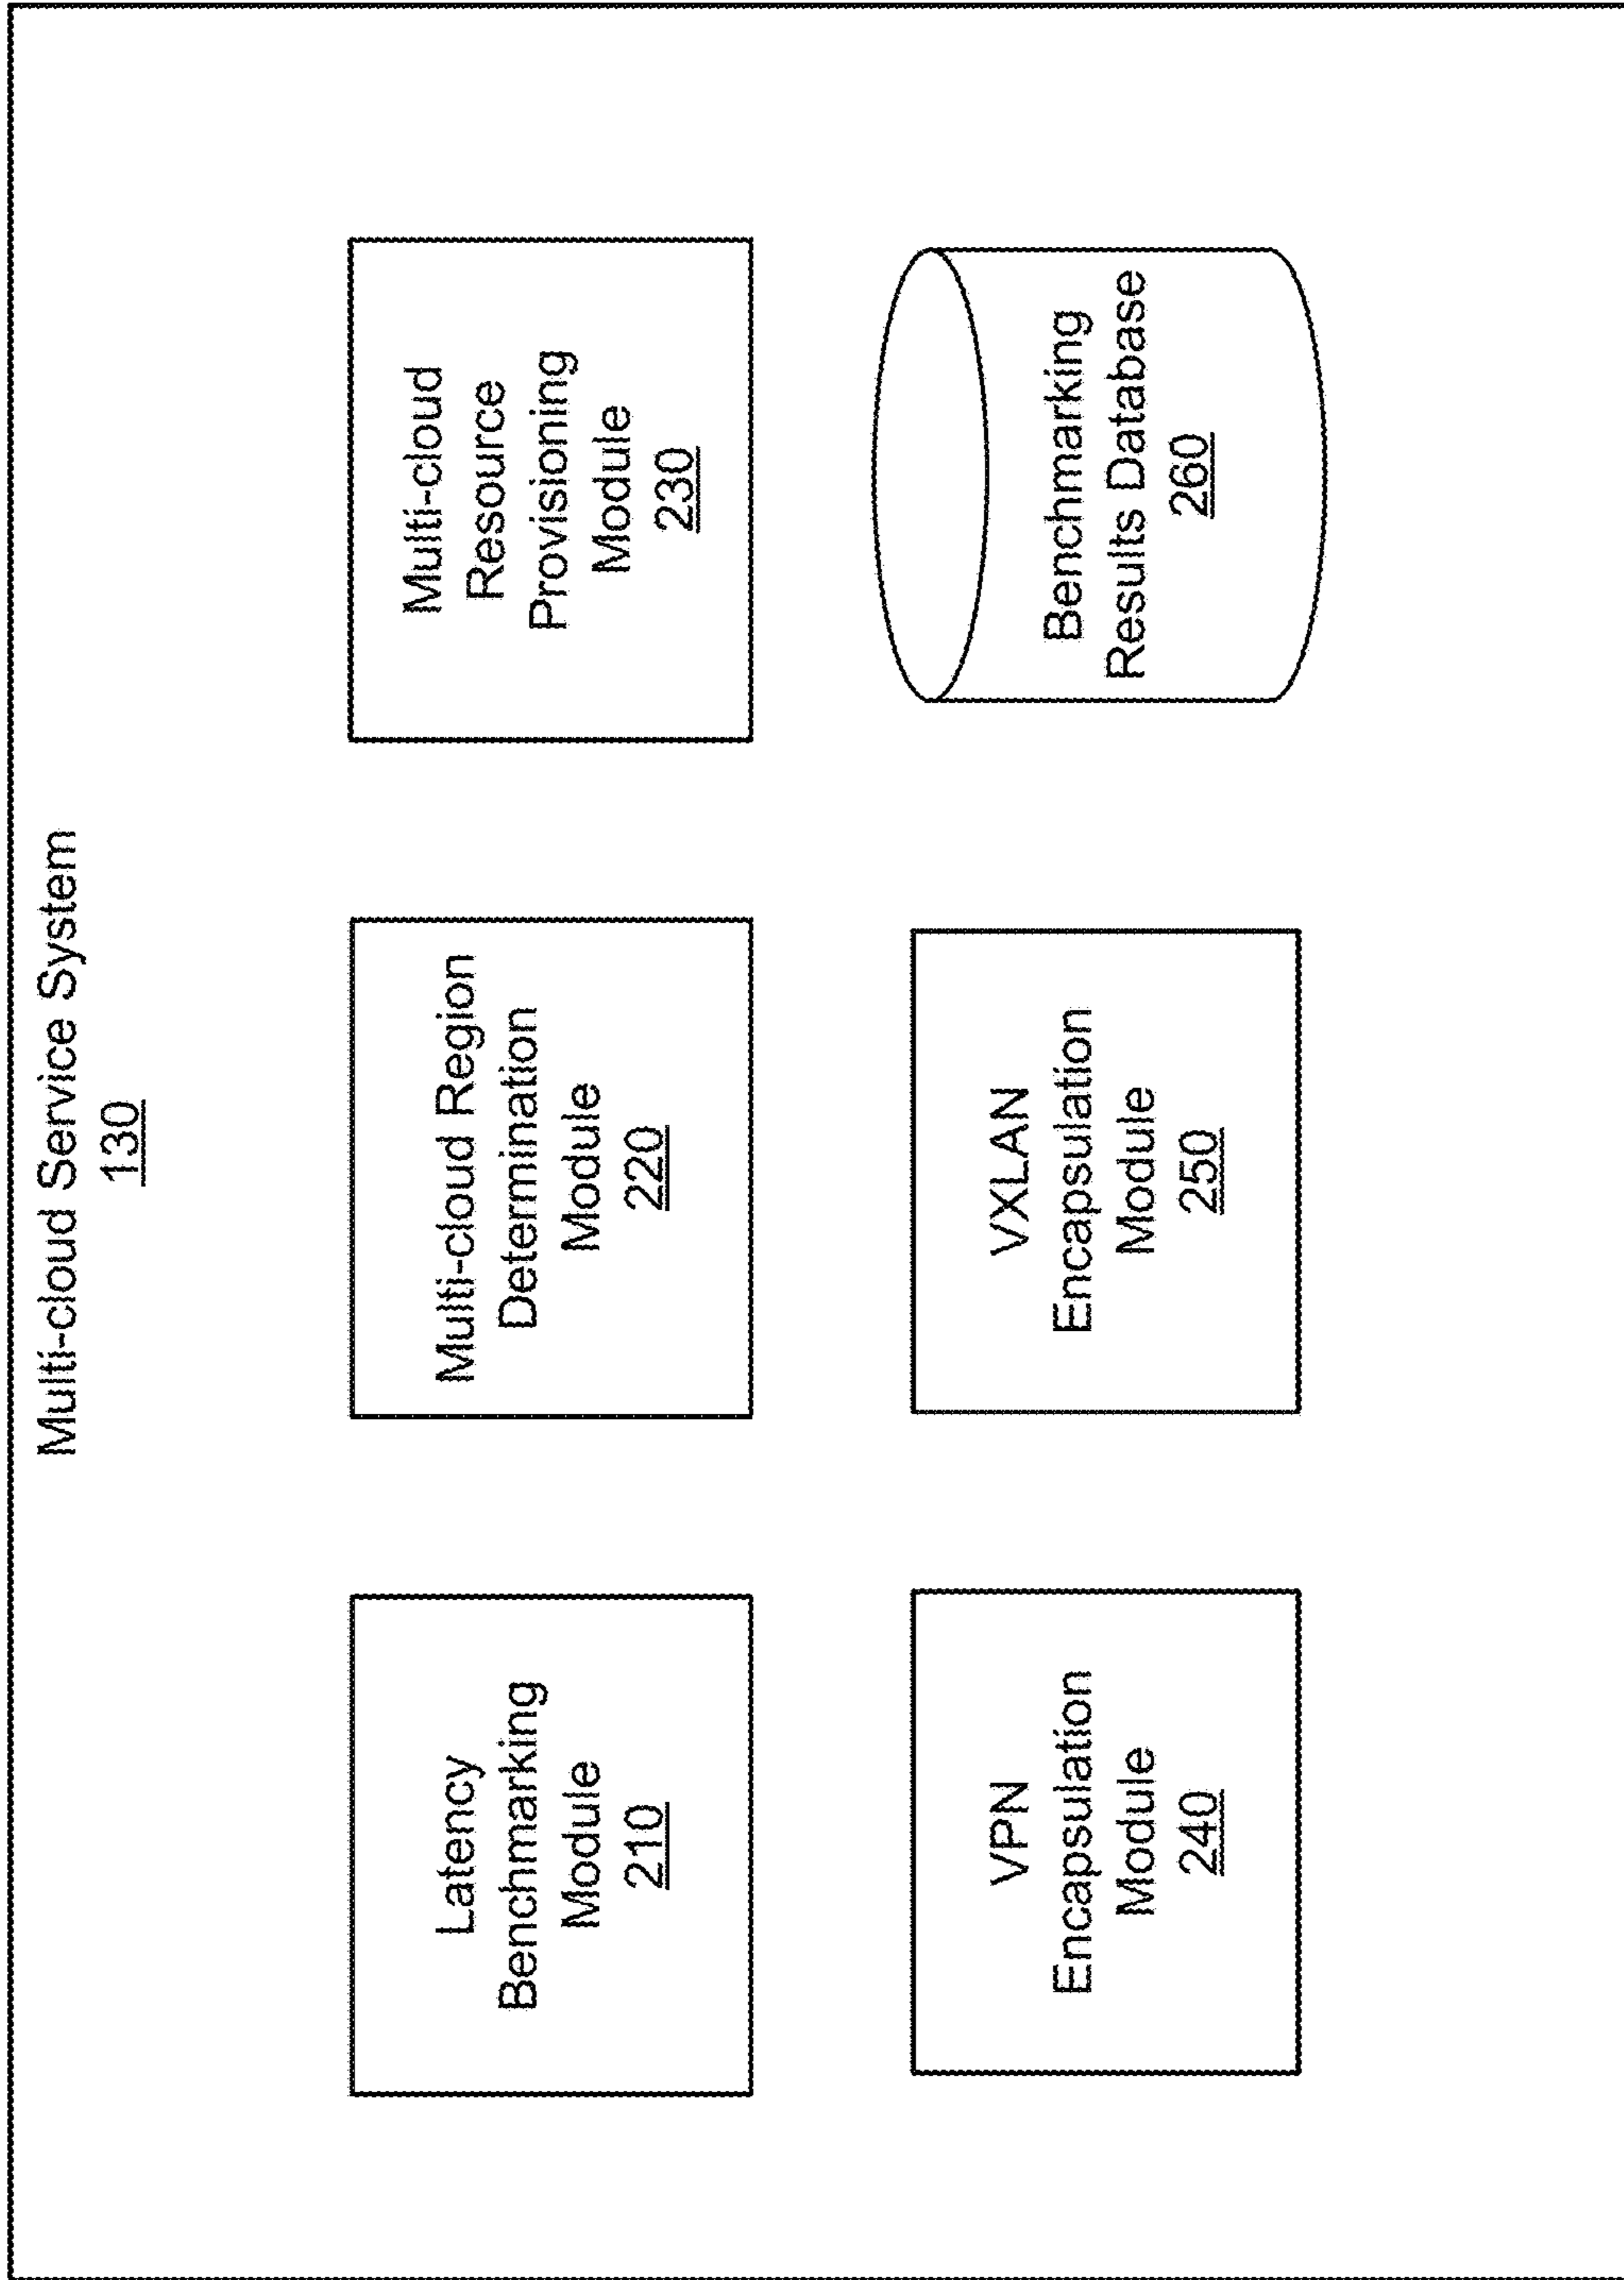 Multi-cloud Service System
130
Latency
Benchmarking
Module
210
Multi-cloud Region
Determination
Module
220
Multi-cloud
Resource
Provisioning
Module
230
VPN
Encapsulation
Module
240
VXLAN
Encapsulation
Module
250
Benchmarking
Results Database
260